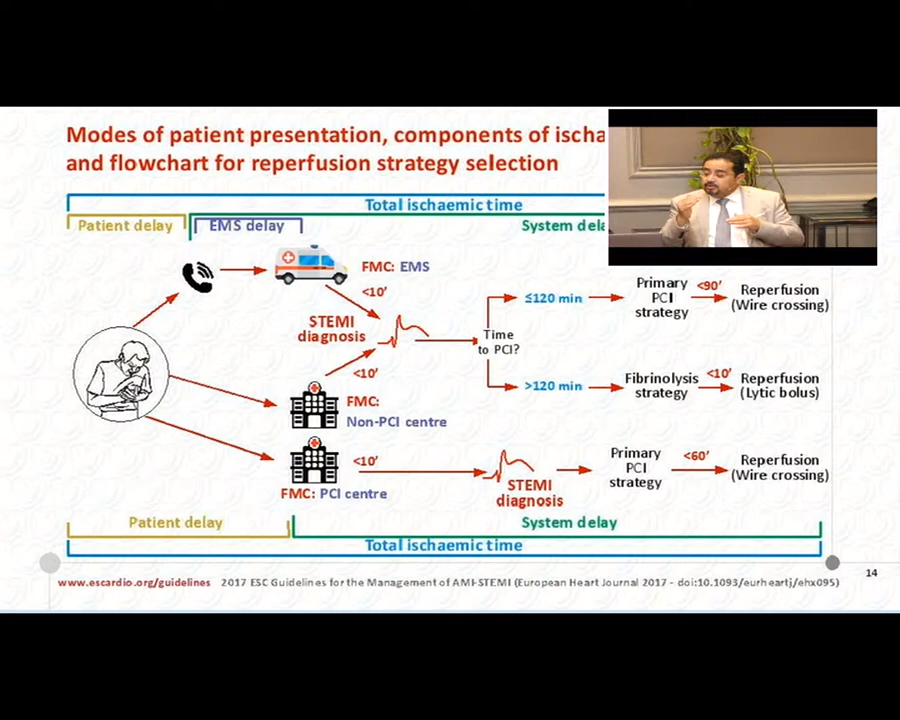 Modes of patient presentation, components of ischa
and flowchart for reperfusion strategy selection
Total ischaemic time
Patient delay
EMS delay
System dela
FMC: EMS
<10'
STEMI
diagnosis
<10'
FMC:
Non-PCI centre
Time
to PCI?
≤120 min
Primary
PCI
strategy
<90'
Reperfusion
(Wire crossing)
>120 min
Fibrinolysis
strategy
<10'
Reperfusion
(Lytic bolus)
FMC: PCI centre
<10'
STEMI
diagnosis
Primary
PCI
strategy
<60'
Reperfusion
(Wire crossing)
Patient delay
System delay
Total ischaemic time
14
www.escardio.org/guidelines 2017 ESC Guidelines for the Management of AMI-STEMI (European Heart Journal 2017 - doi:10.1093/eurheartj/ehx095)